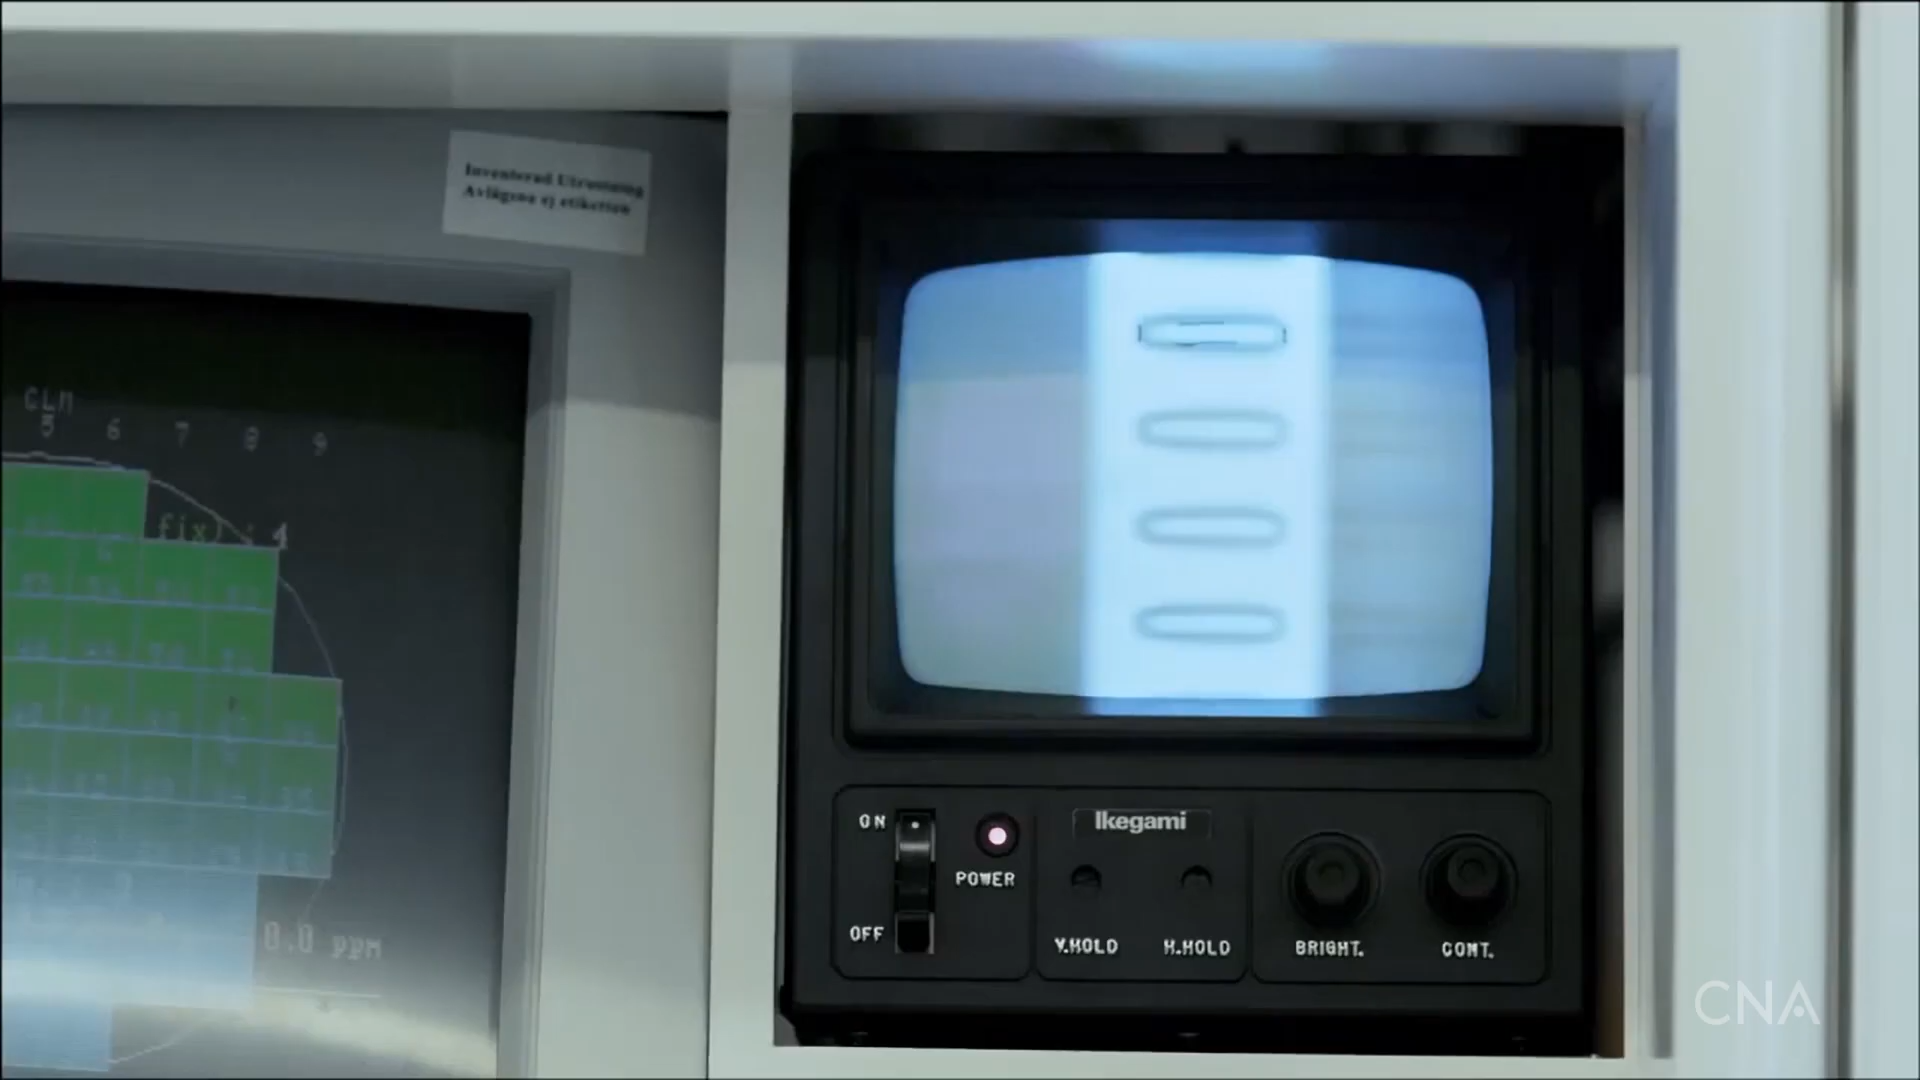 Inventerad Utrustning
Avlägsna ej etiketten
CLM
5 6 7 8 9
fix) : 4
0.0 ppm
ON
OFF
POWER
Ikegami
V.HOLD
H.HOLD
BRIGHT.
CONT.
CNA